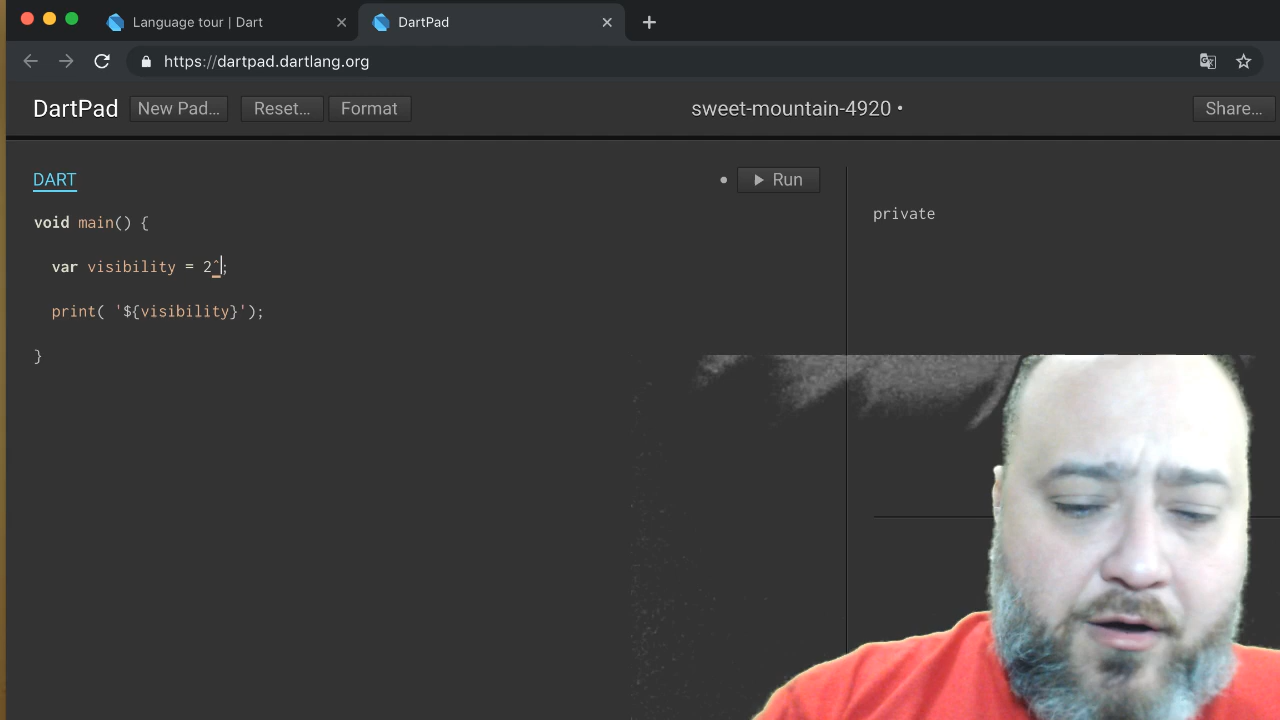 Language tour | Dart
DartPad
https://dartpad.dartlang.org
DartPad New Pad... Reset... Format sweet-mountain-4920 • Share...
DART
Run
void main() {
var visibility = 2^;
print( '${visibility}');
}
private